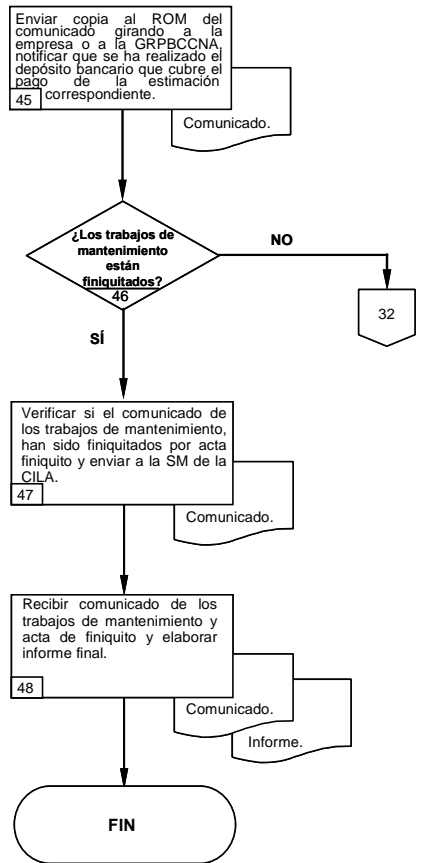 Enviar copia al ROM del
comunicado girando a la
empresa o a la GRPBCCNA,
notificar que se ha realizado el
depósito bancario que cubre el
pago de la estimación
correspondiente.
45
Comunicado.
¿Los trabajos de
mantenimiento
están
finiquitados?
46
NO
32
SÍ
Verificar si el comunicado de
los trabajos de mantenimiento,
han sido finiquitados por acta
finiquito y enviar a la SM de la
CILA.
47
Comunicado.
Recibir comunicado de los
trabajos de mantenimiento y
acta de finiquito y elaborar
informe final.
48
Comunicado.
Informe.
FIN